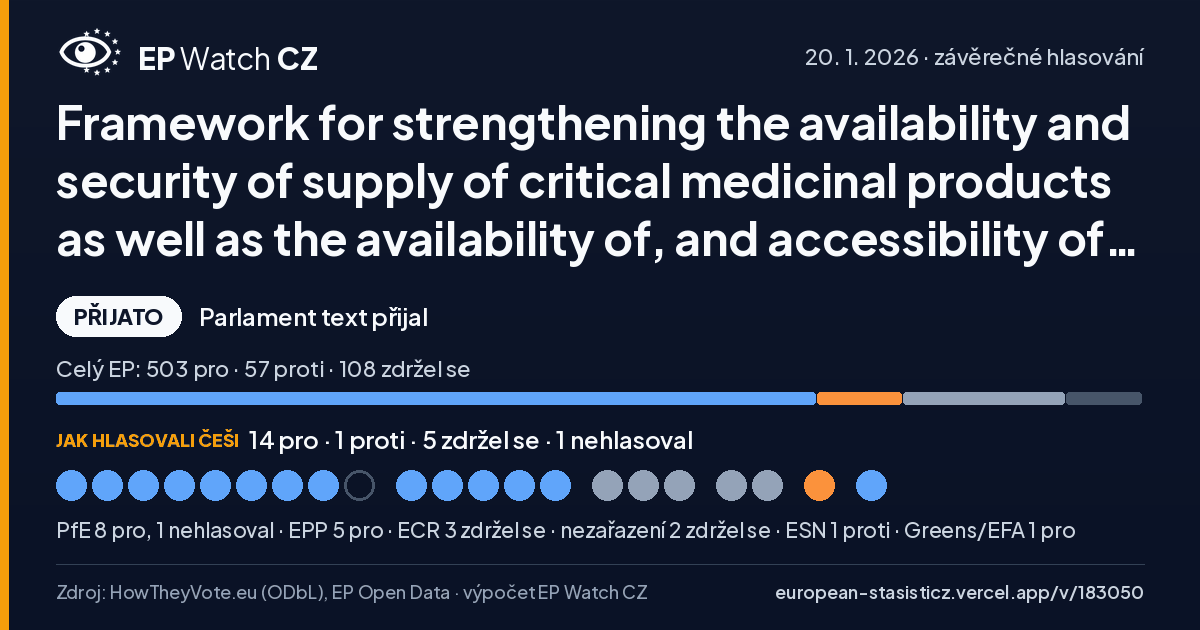 EP Watch CZ
20. 1. 2026 · závěrečné hlasování
Framework for strengthening the availability and
security of supply of critical medicinal products
as well as the availability of, and accessibility of…
PŘIJATO Parlament text přijal
Celý EP: 503 pro · 57 proti · 108 zdržel se
JAK HLASOVALI ČEŠI 14 pro · 1 proti · 5 zdržel se · 1 nehlasoval
PfE 8 pro, 1 nehlasoval · EPP 5 pro · ECR 3 zdržel se · nezařazení 2 zdržel se · ESN 1 proti · Greens/EFA 1 pro
Zdroj: HowTheyVote.eu (ODbL), EP Open Data · výpočet EP Watch CZ
european-stasisticz.vercel.app/v/183050